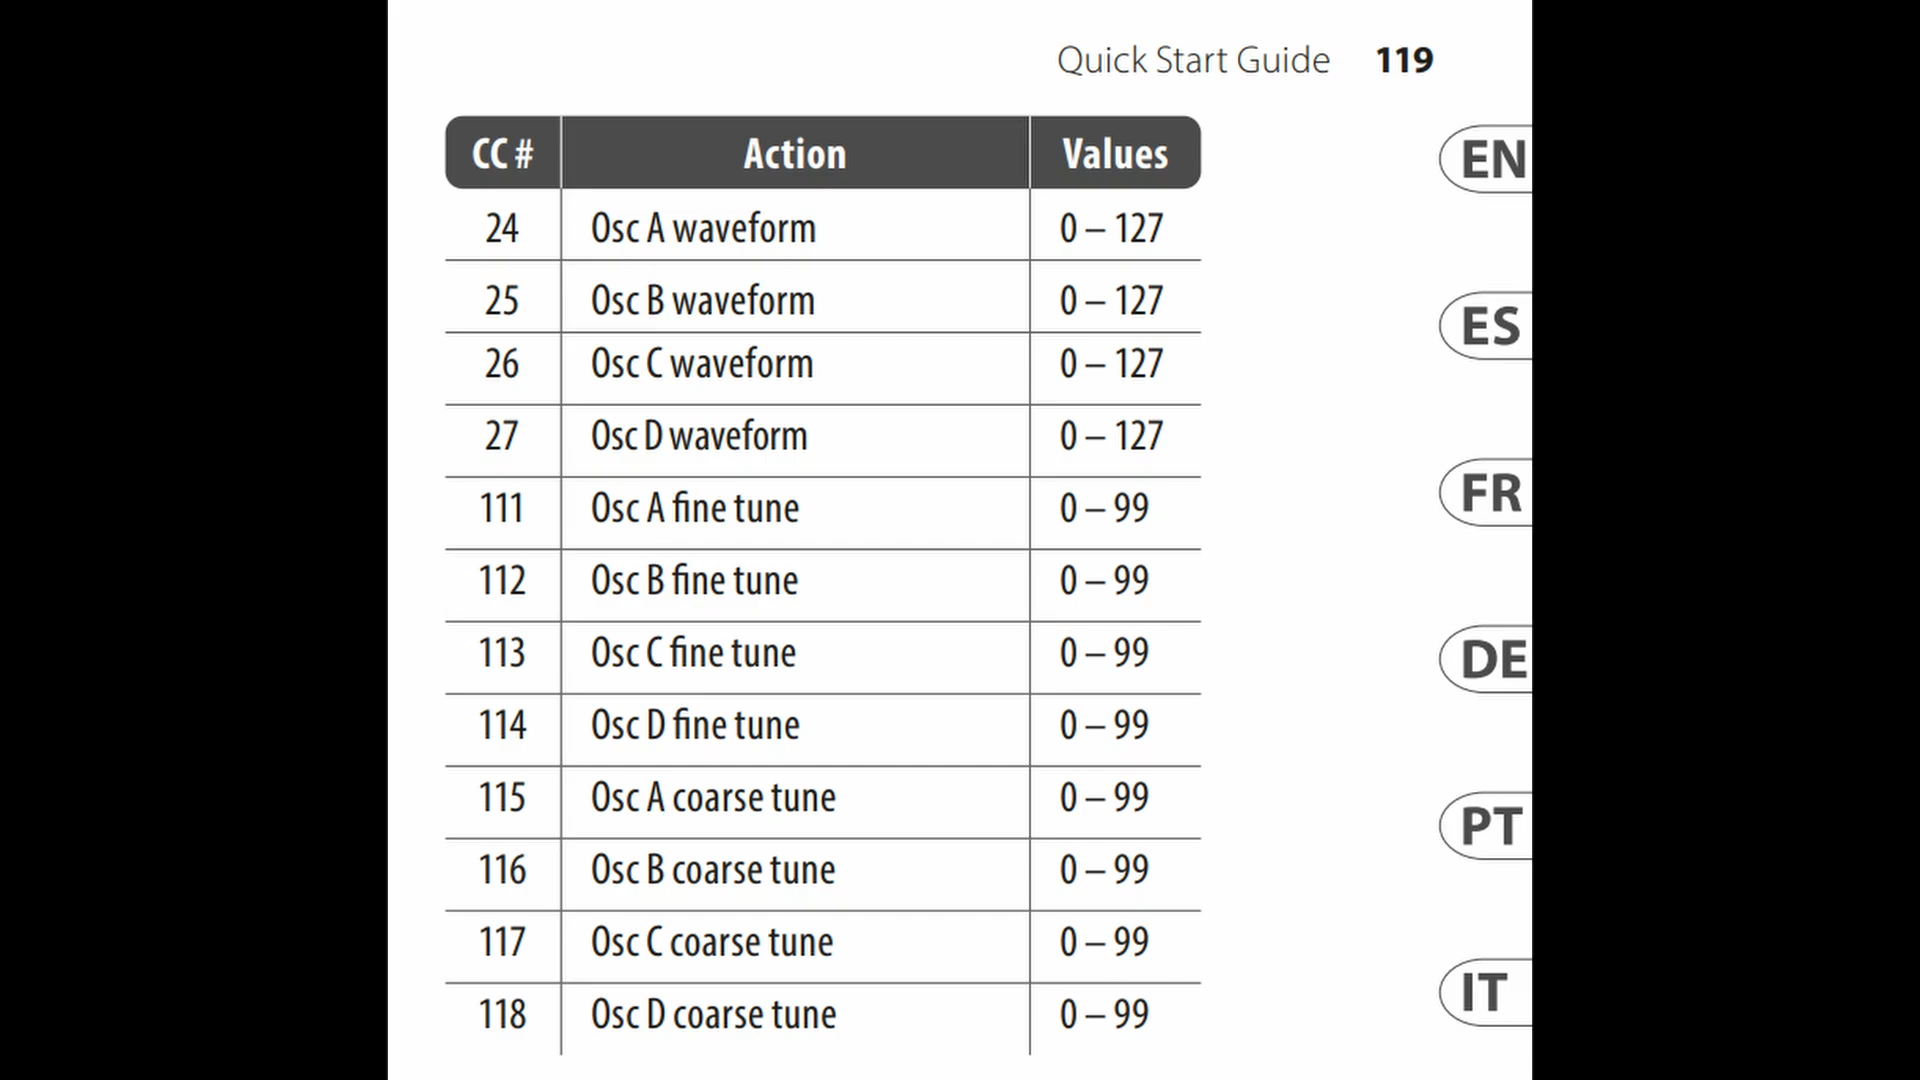 Quick Start Guide 119
CC # Action Values
24 Osc A waveform 0 – 127
25 Osc B waveform 0 – 127
26 Osc C waveform 0 – 127
27 Osc D waveform 0 – 127
111 Osc A fine tune 0 – 99
112 Osc B fine tune 0 – 99
113 Osc C fine tune 0 – 99
114 Osc D fine tune 0 – 99
115 Osc A coarse tune 0 – 99
116 Osc B coarse tune 0 – 99
117 Osc C coarse tune 0 – 99
118 Osc D coarse tune 0 – 99
EN
ES
FR
DE
PT
IT